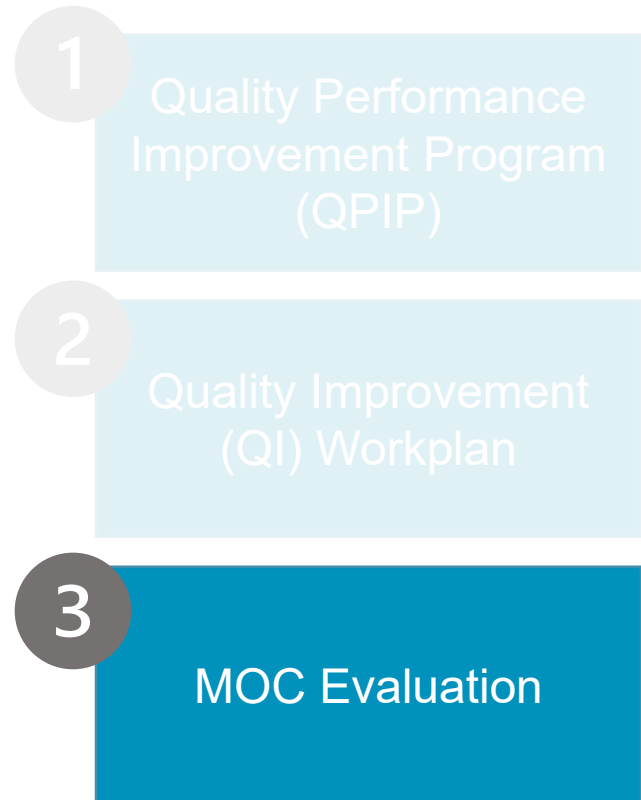 1
Quality Performance
Improvement Program
(QPIP)
2
Quality Improvement
(QI) Workplan
3
MOC Evaluation